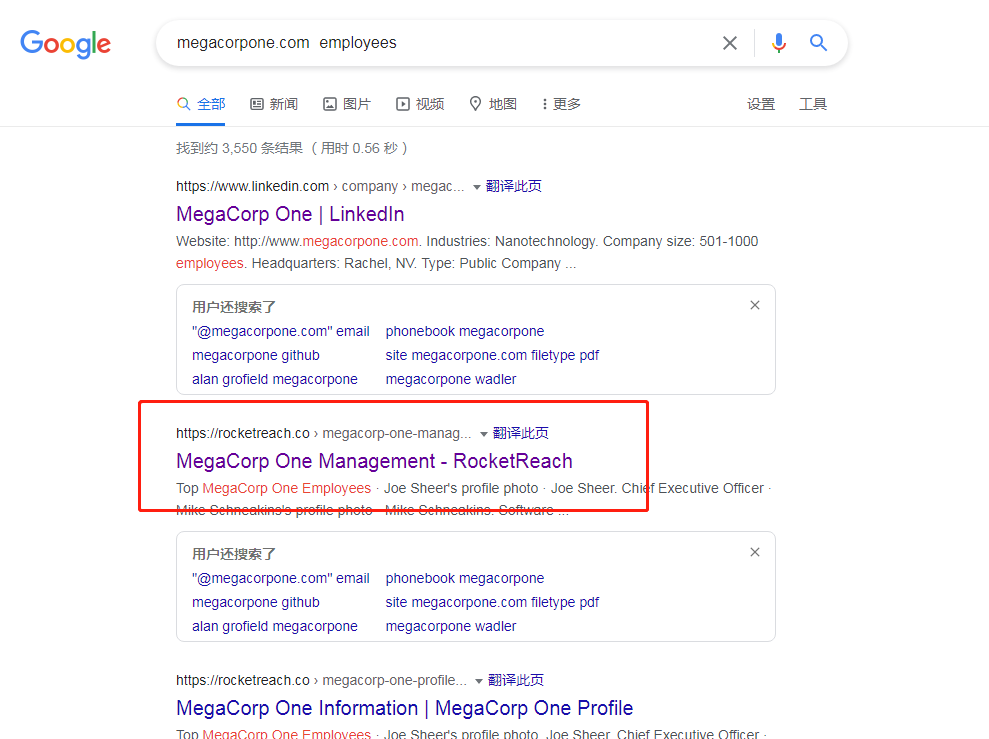 Google
megacorpone.com employees
全部 新闻 图片 视频 地图 更多 设置 工具
找到约 3,550 条结果 （用时 0.56 秒）
https://www.linkedin.com › company › megac... 翻译此页
MegaCorp One | LinkedIn
Website: http://www.megacorpone.com. Industries: Nanotechnology. Company size: 501-1000
employees. Headquarters: Rachel, NV. Type: Public Company ...
用户还搜索了
"@megacorpone.com" email phonebook megacorpone
megacorpone github site megacorpone.com filetype pdf
alan grofield megacorpone megacorpone wadler
https://rocketreach.co › megacorp-one-manag... 翻译此页
MegaCorp One Management - RocketReach
Top MegaCorp One Employees · Joe Sheer's profile photo · Joe Sheer. Chief Executive Officer ·
Mike Schneakins's profile photo · Mike Schneakins. Software ...
用户还搜索了
"@megacorpone.com" email phonebook megacorpone
megacorpone github site megacorpone.com filetype pdf
alan grofield megacorpone megacorpone wadler
https://rocketreach.co › megacorp-one-profile... 翻译此页
MegaCorp One Information | MegaCorp One Profile
Top MegaCorp One Employees · Joe Sheer's profile photo. Joe Sheer. Chief Executive Officer ·